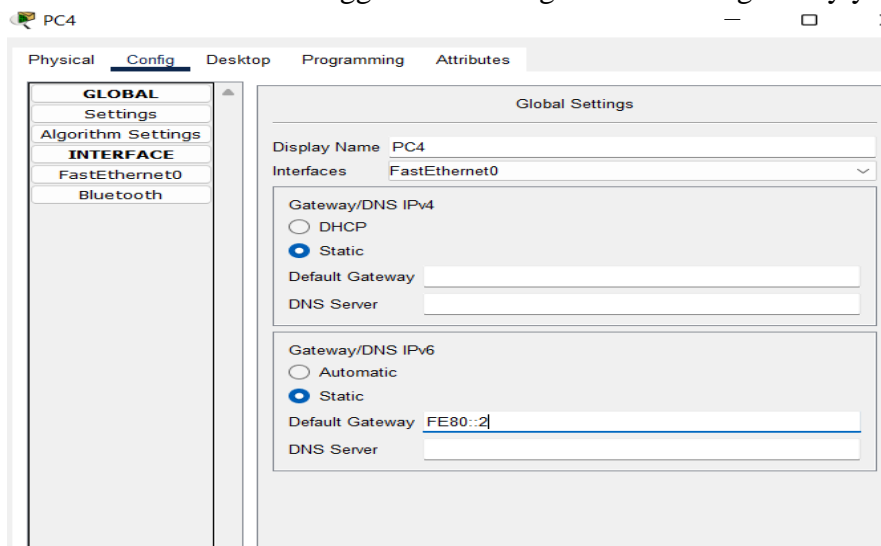 PC4
Physical Config Desktop Programming Attributes
GLOBAL
Settings
Algorithm Settings
INTERFACE
FastEthernet0
Bluetooth
Global Settings
Display Name PC4
Interfaces FastEthernet0
Gateway/DNS IPv4
DHCP
Static
Default Gateway
DNS Server
Gateway/DNS IPv6
Automatic
Static
Default Gateway FE80::2
DNS Server